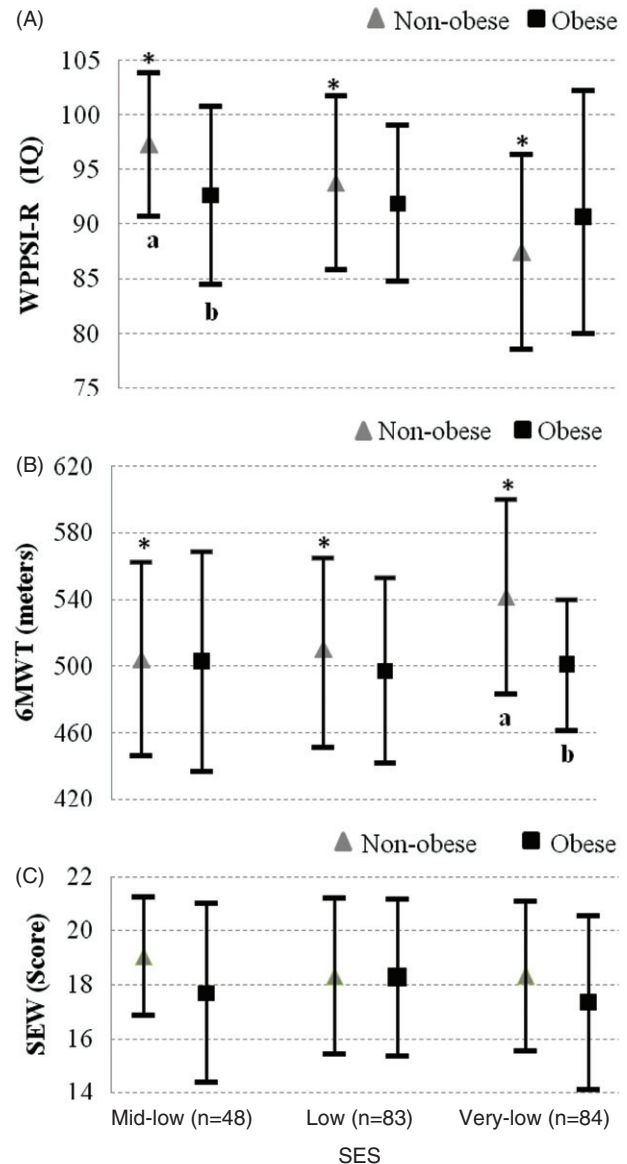 (A)
Non-obese Obese
WPPSI-R (IQ)
105
100
95
90
85
80
75
* * *
a
b
Non-obese Obese
(B)
6MWT (meters)
620
580
540
500
460
420
* * *
a
b
Non-obese Obese
(C)
SEW (Score)
22
20
18
16
14
Mid-low (n=48) Low (n=83) Very-low (n=84)
SES